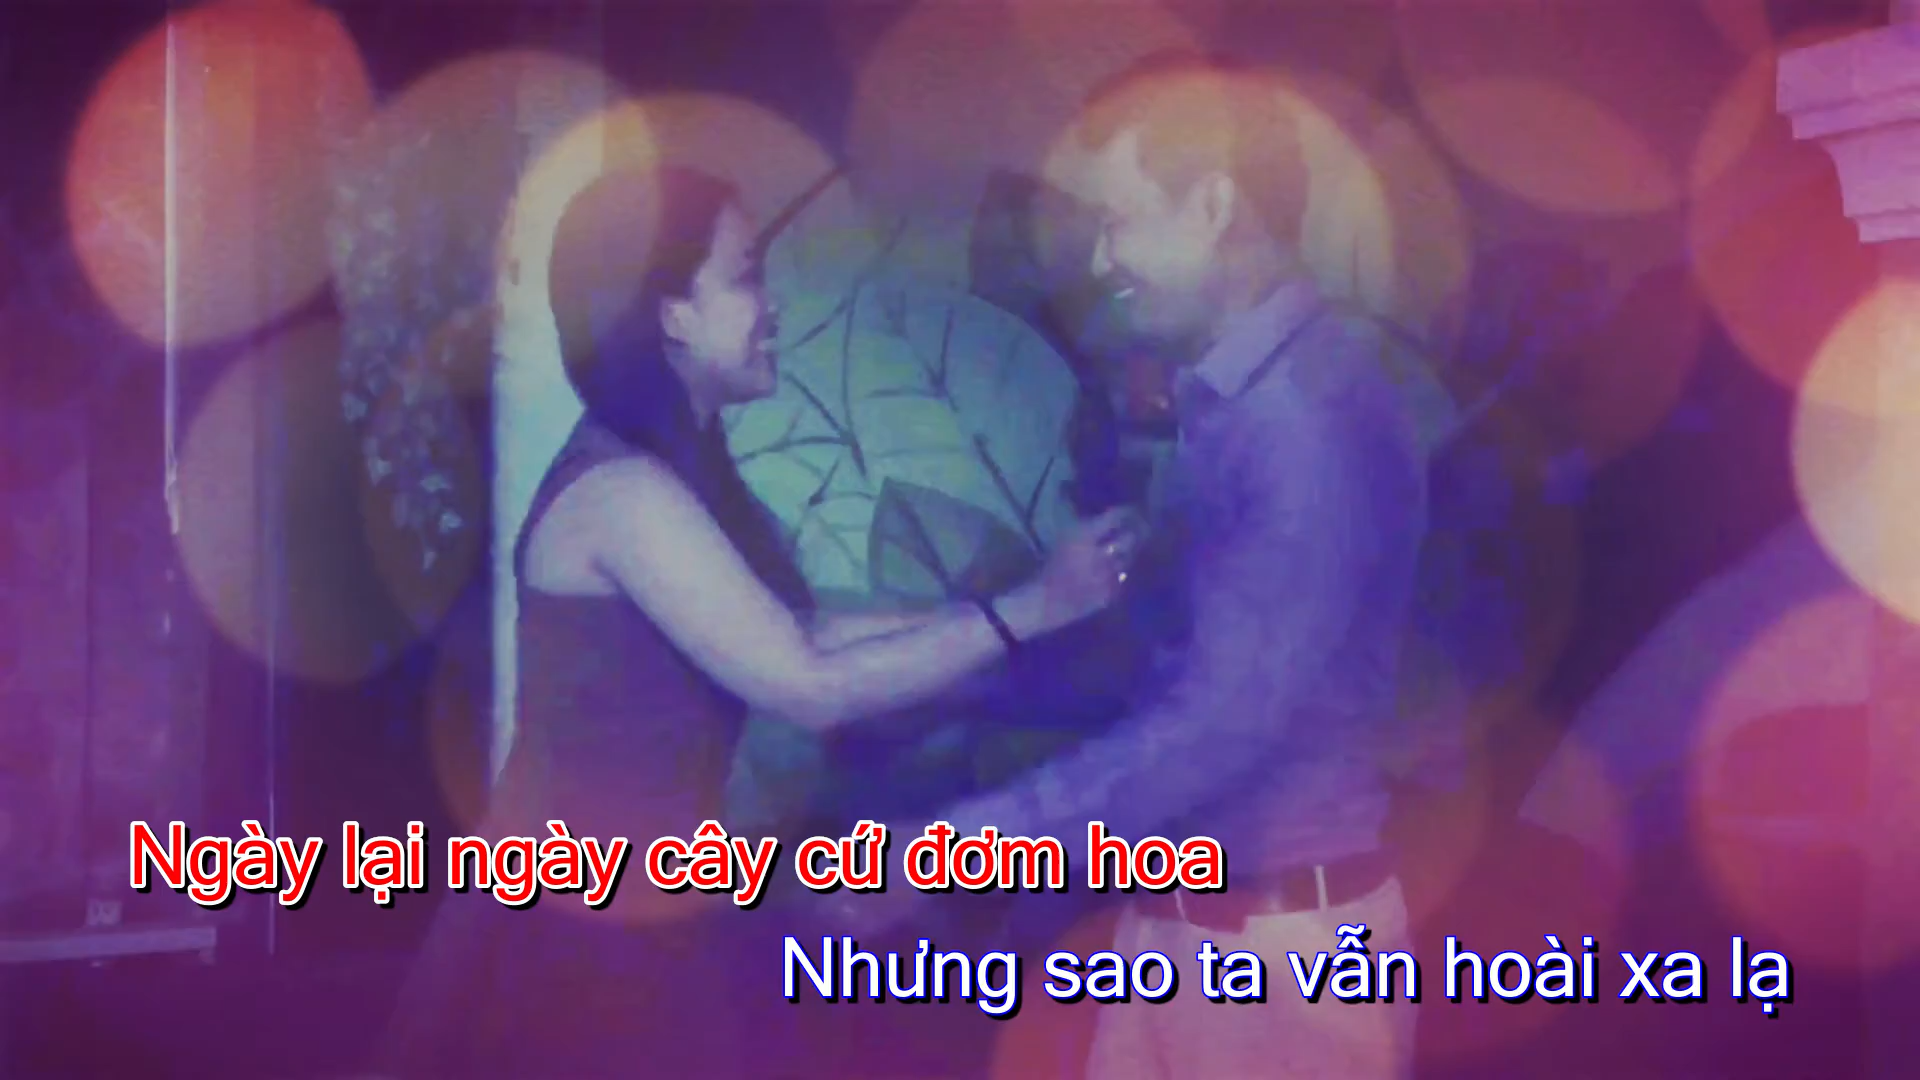 Ngày lại ngày cây cứ đơm hoa
Nhưng sao ta vẫn hoài xa lạ